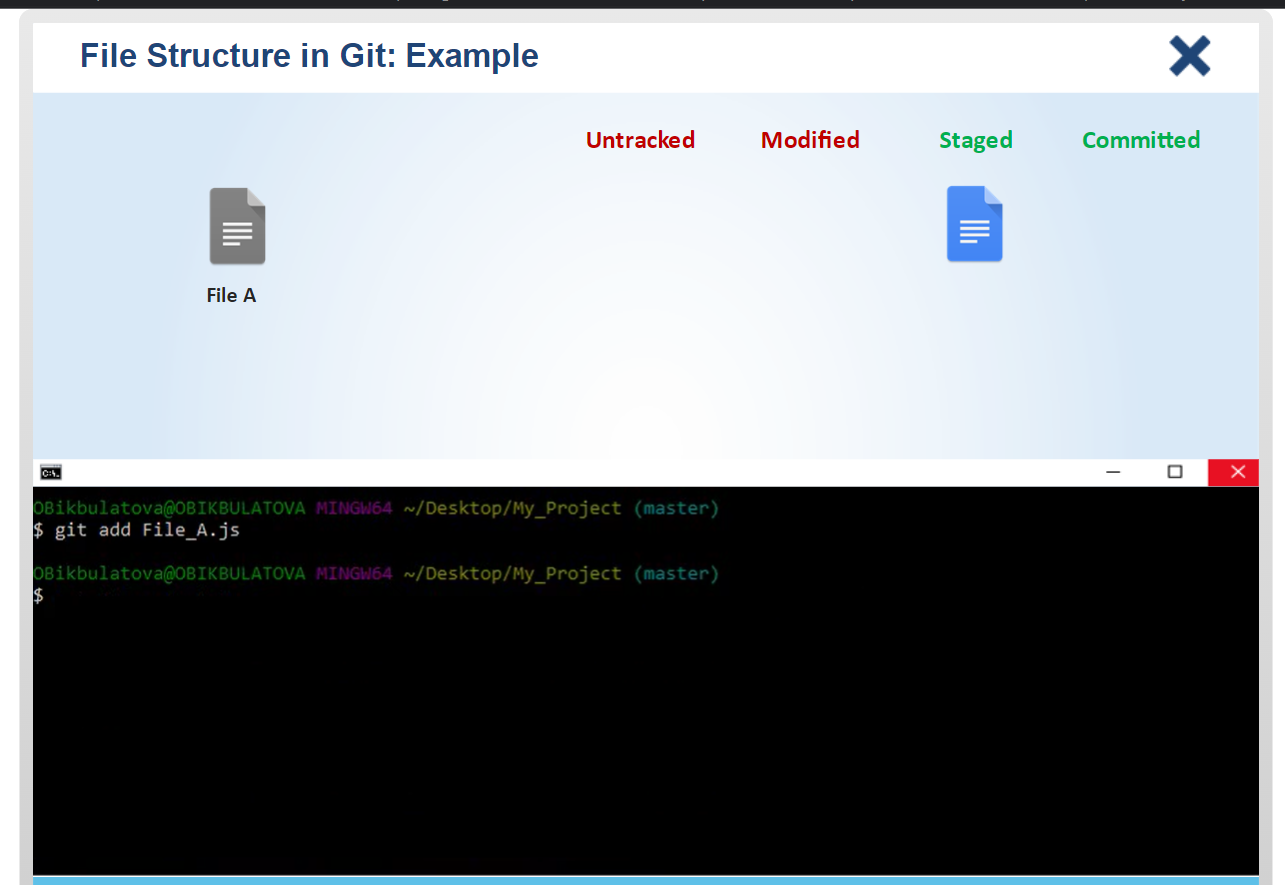 File Structure in Git: Example
Untracked Modified Staged Committed
File A
C:\.
OBikbulatova@OBIKBULATOVA MINGW64 ~/Desktop/My_Project (master)
$ git add File_A.js
OBikbulatova@OBIKBULATOVA MINGW64 ~/Desktop/My_Project (master)
$